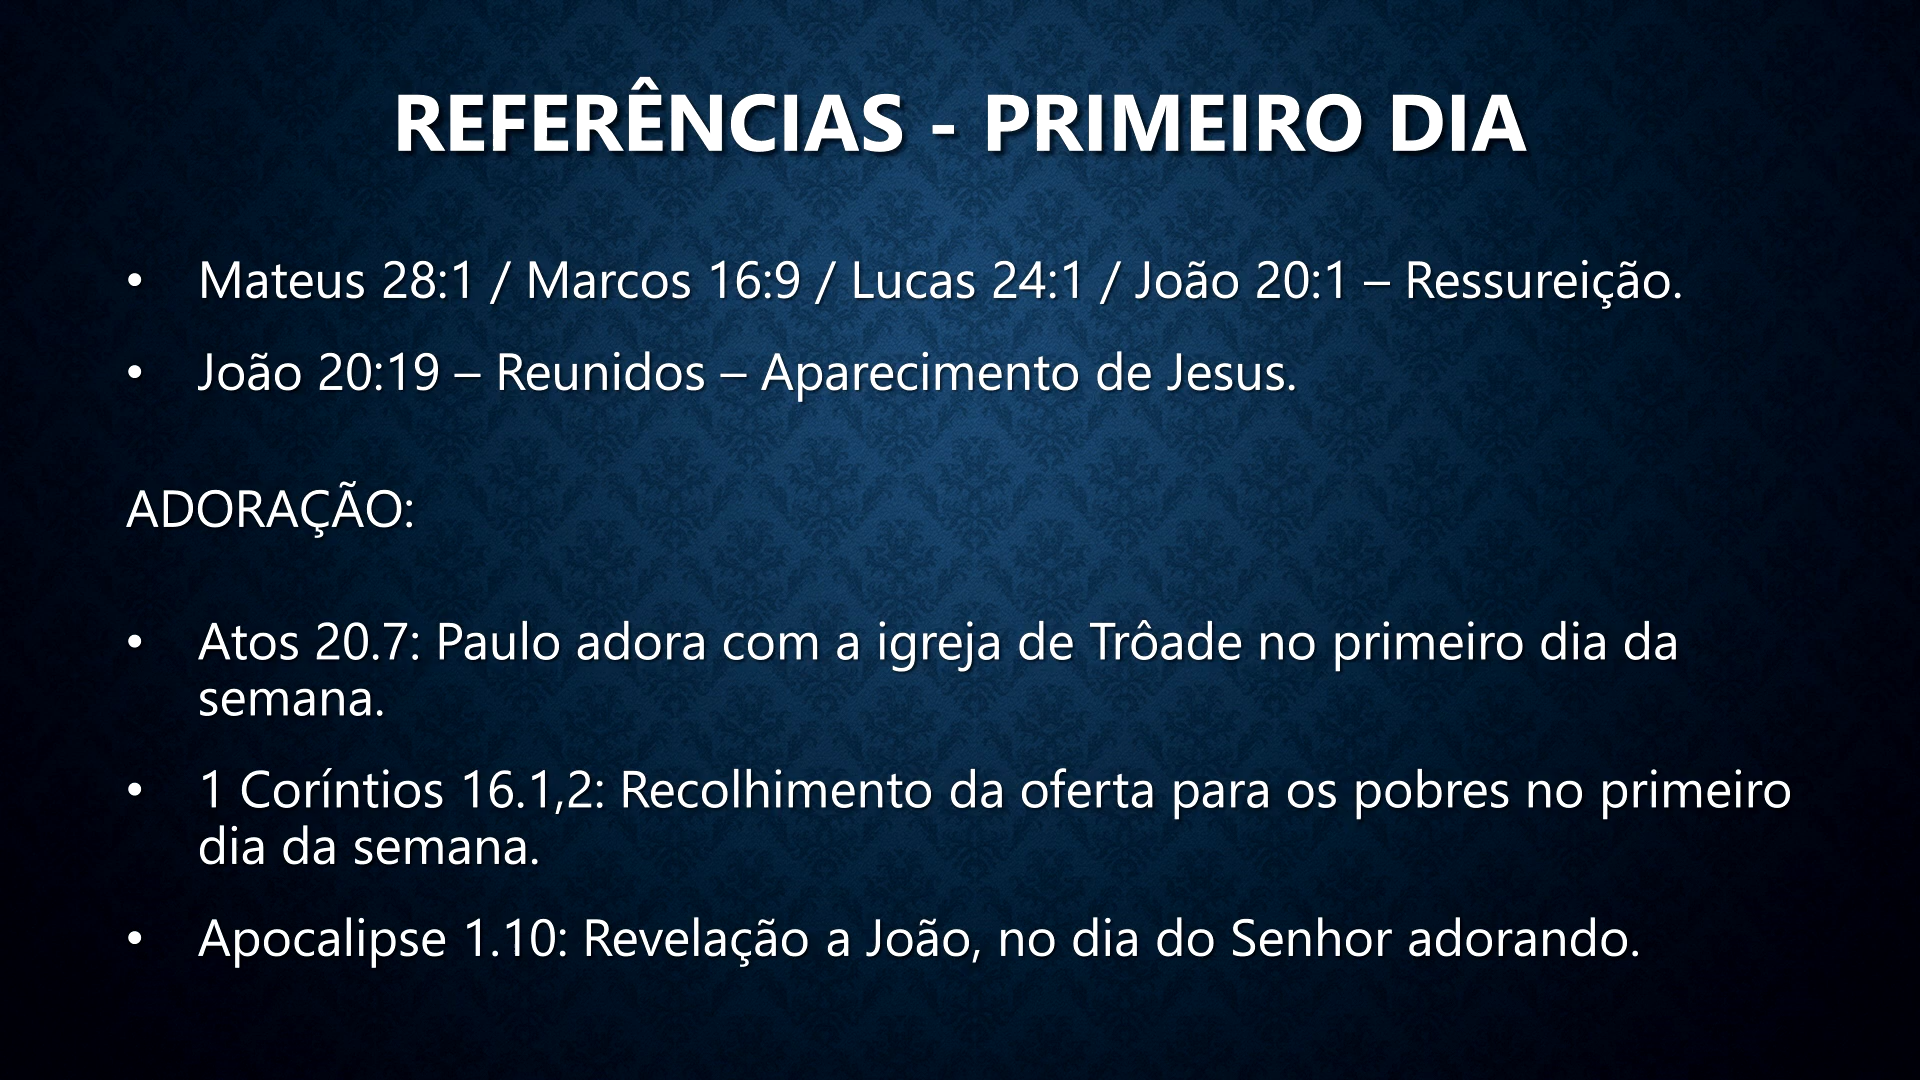 REFERÊNCIAS - PRIMEIRO DIA
• Mateus 28:1 / Marcos 16:9 / Lucas 24:1 / João 20:1 – Ressureição.
• João 20:19 – Reunidos – Aparecimento de Jesus.
ADORAÇÃO:
• Atos 20.7: Paulo adora com a igreja de Trôade no primeiro dia da
semana.
• 1 Coríntios 16.1,2: Recolhimento da oferta para os pobres no primeiro
dia da semana.
• Apocalipse 1.10: Revelação a João, no dia do Senhor adorando.